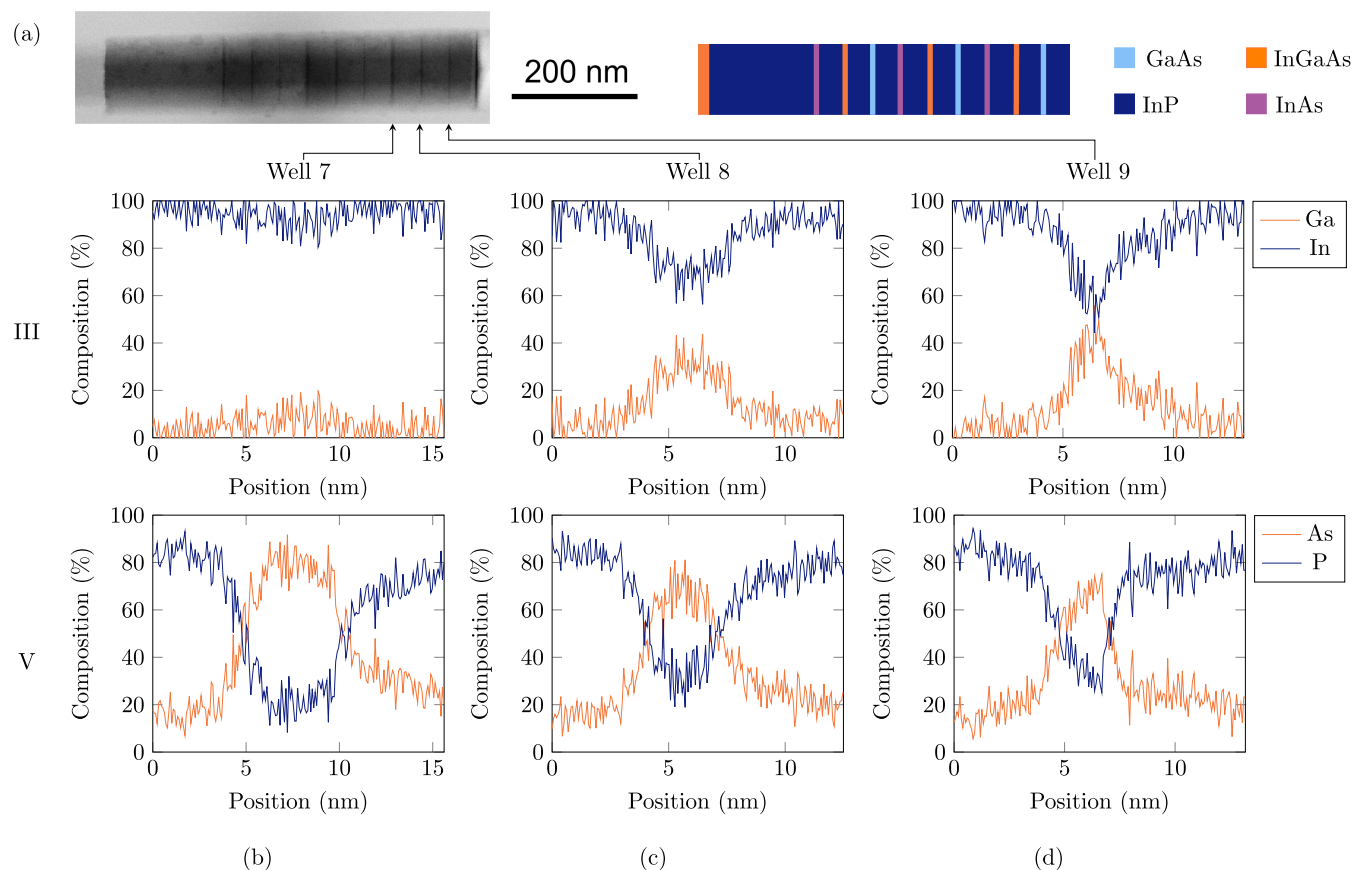 (a)
200 nm
GaAs
InGaAs
InP
InAs
Well 7
Well 8
Well 9
III
Composition (%)
100
80
60
40
20
0
0
5
10
15
Position (nm)
Composition (%)
100
80
60
40
20
0
0
5
10
Position (nm)
Composition (%)
100
80
60
40
20
0
0
5
10
Position (nm)
Ga
In
V
Composition (%)
100
80
60
40
20
0
0
5
10
15
Position (nm)
Composition (%)
100
80
60
40
20
0
0
5
10
Position (nm)
Composition (%)
100
80
60
40
20
0
0
5
10
Position (nm)
As
P
(b)
(c)
(d)